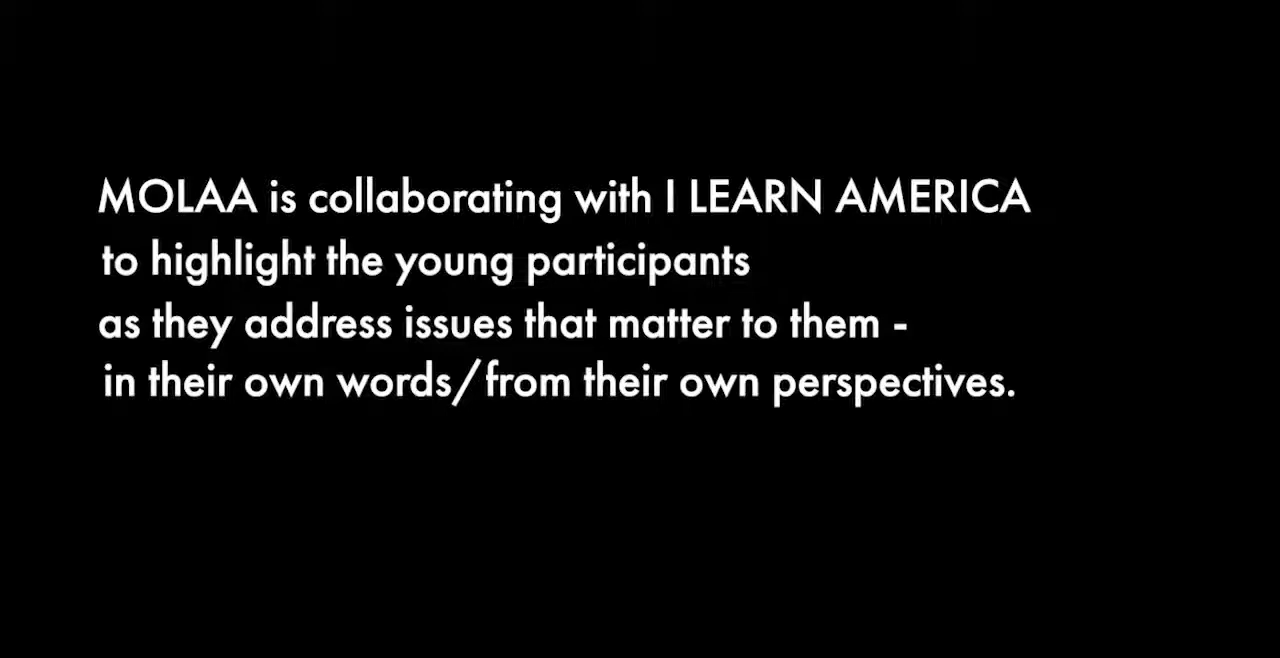 MOLAA is collaborating with I LEARN AMERICA
to highlight the young participants
as they address issues that matter to them -
in their own words/from their own perspectives.